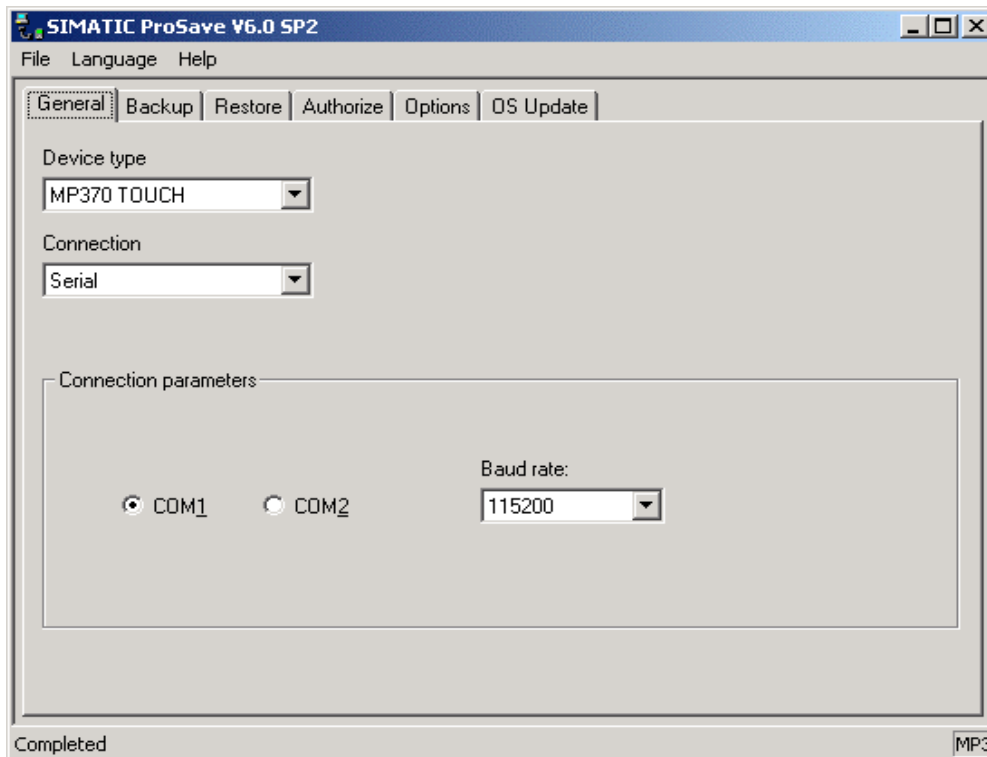 SIMATIC ProSave V6.0 SP2
File Language Help
General Backup Restore Authorize Options OS Update
Device type
MP370 TOUCH
Connection
Serial
Connection parameters
Baud rate:
COM1 COM2 115200
Completed MP3